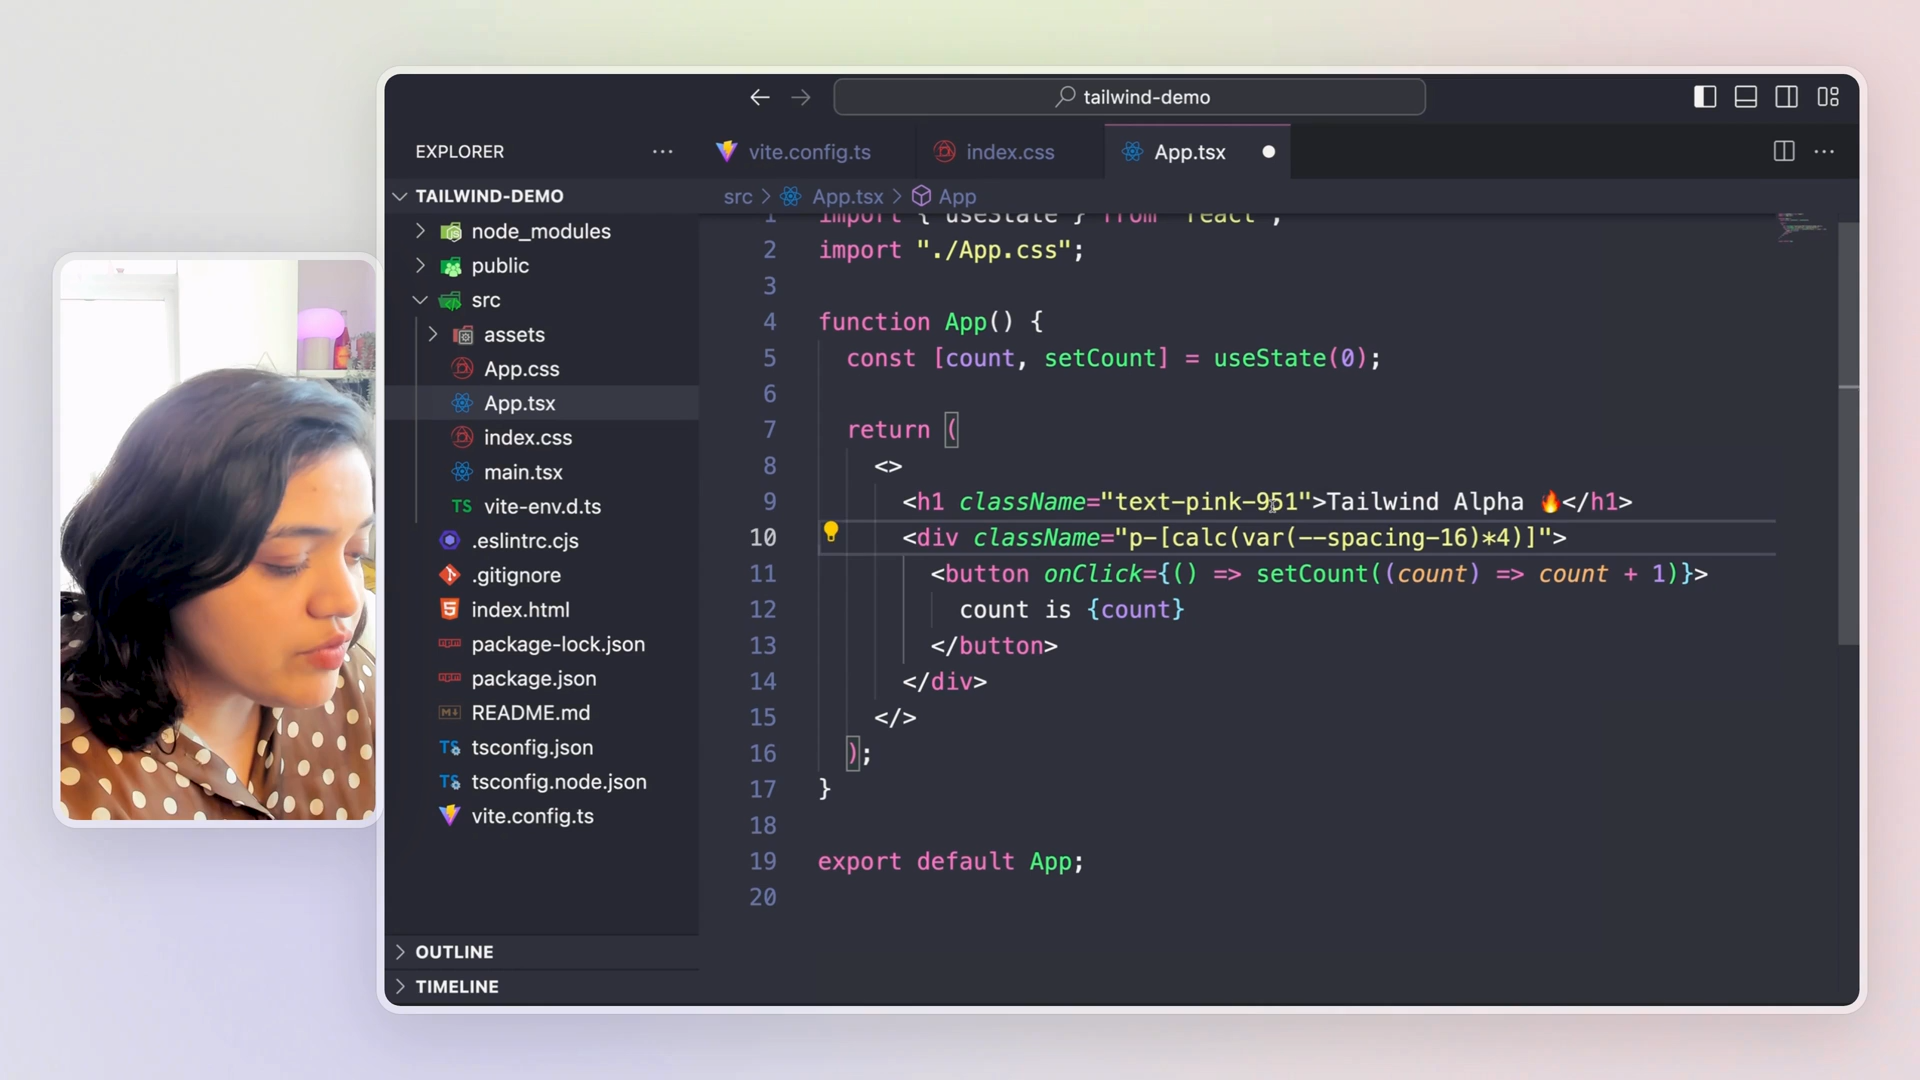 tailwind-demo
EXPLORER
vite.config.ts
index.css
App.tsx
TAILWIND-DEMO
src > App.tsx > App
node_modules
public
src
assets
App.css
App.tsx
index.css
main.tsx
TS vite-env.d.ts
.eslintrc.cjs
.gitignore
index.html
package-lock.json
package.json
README.md
tsconfig.json
tsconfig.node.json
vite.config.ts
OUTLINE
TIMELINE
1 import { useState } from "react";
2 import "./App.css";
3
4 function App() {
5 const [count, setCount] = useState(0);
6
7 return (
8 <>
9 <h1 className="text-pink-951">Tailwind Alpha 🔥</h1>
10 <div className="p-[calc(var(--spacing-16)*4)]">
11 <button onClick={() => setCount((count) => count + 1)}>
12 count is {count}
13 </button>
14 </div>
15 </>
16 );
17 }
18
19 export default App;
20